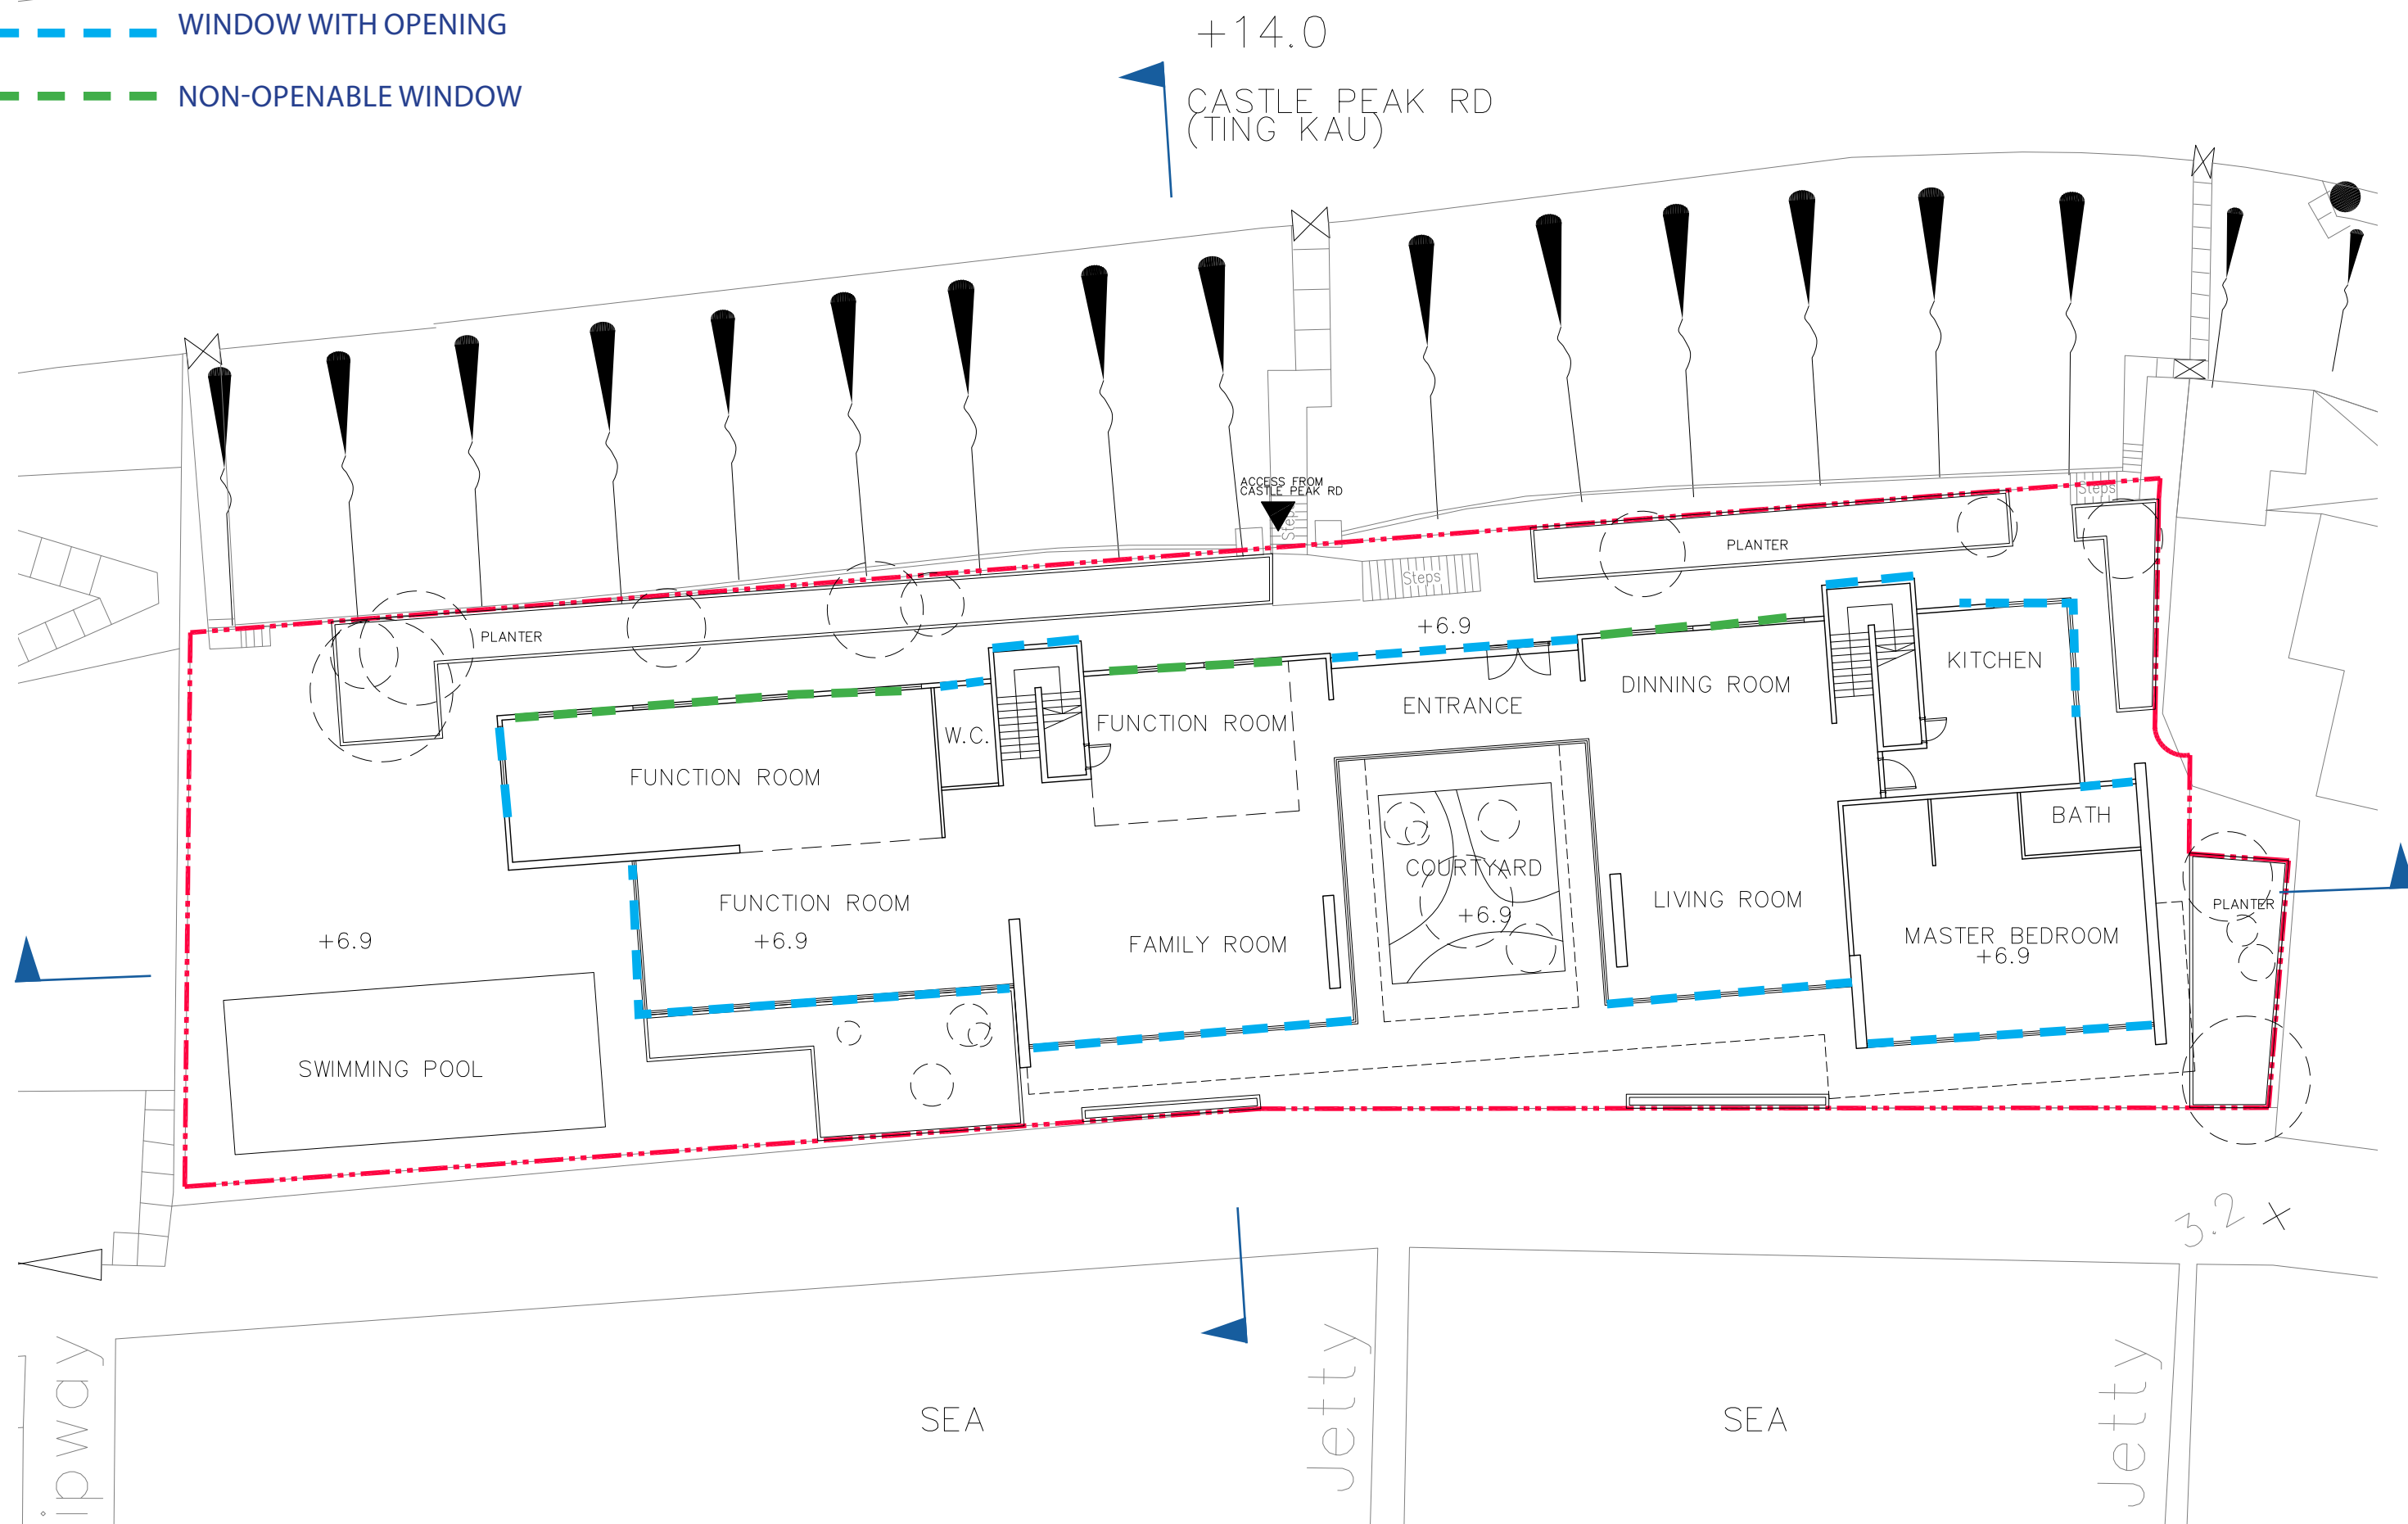 WINDOW WITH OPENING
NON-OPENABLE WINDOW
+14.0
CASTLE PEAK RD
(TING KAU)
ACCESS FROM
CASTLE PEAK RD
Steps
Steps
Steps
PLANTER
PLANTER
+6.9
KITCHEN
DINNING ROOM
ENTRANCE
FUNCTION ROOM
W.C.
FUNCTION ROOM
BATH
COURTYARD
+6.9
LIVING ROOM
FUNCTION ROOM
+6.9
PLANTER
MASTER BEDROOM
+6.9
FAMILY ROOM
+6.9
SWIMMING POOL
3.2
SEA
SEA
ipway
Jetty
Jetty